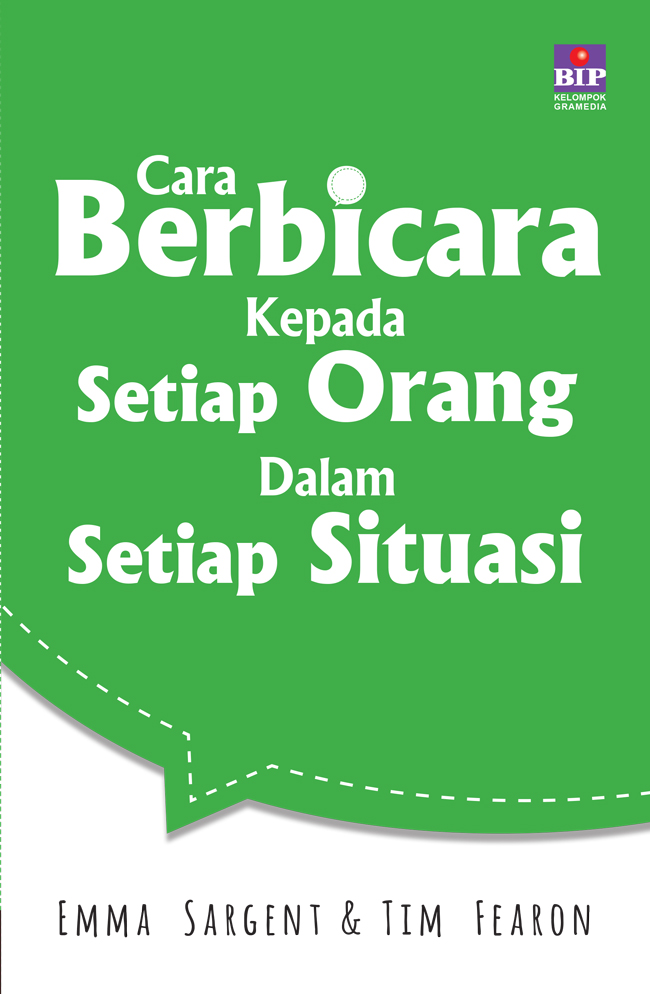 BIP
KELOMPOK
GRAMEDIA
Cara
Berbicara
Kepada
Setiap Orang
Dalam
Setiap Situasi
EMMA SARGENT & TIM FEARON